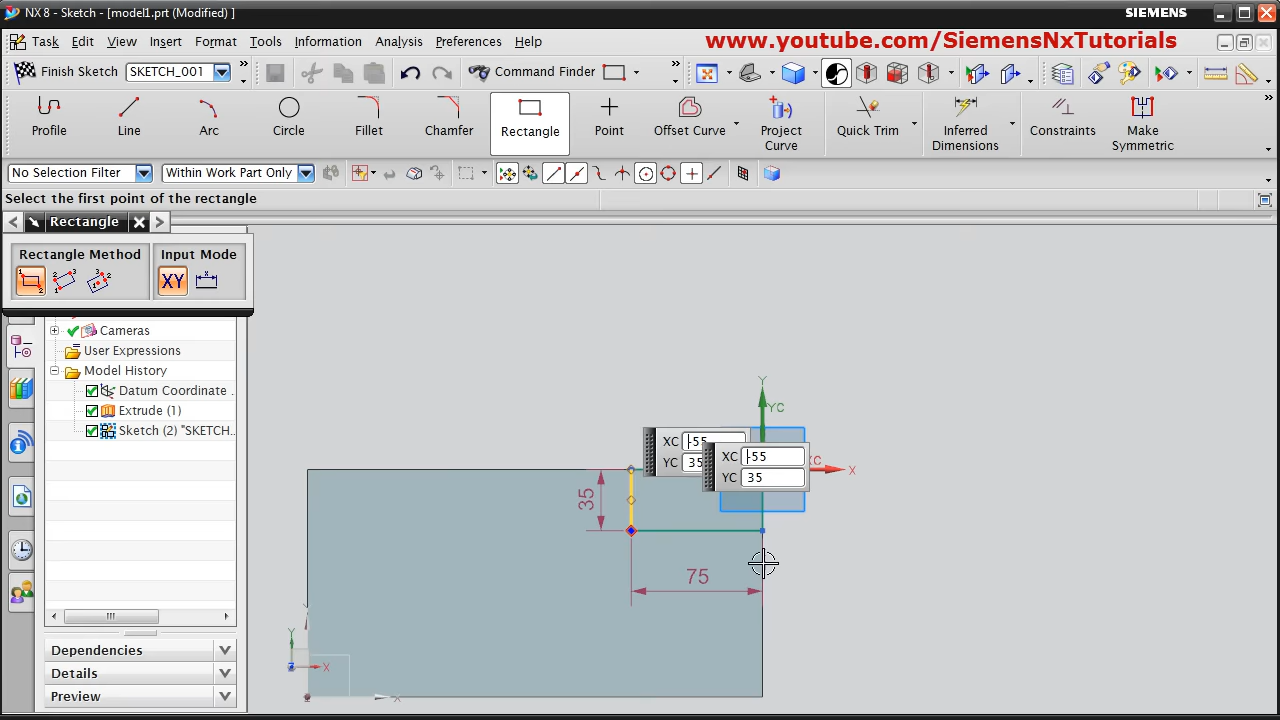 NX 8 - Sketch - [model1.prt (Modified) ]
SIEMENS
Task Edit View Insert Format Tools Information Analysis Preferences Help
www.youtube.com/SiemensNxTutorials
Finish Sketch SKETCH_001 Command Finder
Profile Line Arc Circle Fillet Chamfer Rectangle Point Offset Curve Project Curve Quick Trim Inferred Dimensions Constraints Make Symmetric
No Selection Filter Within Work Part Only
Select the first point of the rectangle
Rectangle
Rectangle Method Input Mode
XY
Cameras
User Expressions
Model History
Datum Coordinate .
Extrude (1)
Sketch (2) "SKETCH...
Dependencies
Details
Preview
Y
YC
XC -55
YC 35
XC -55
YC 35
XC
X
35
75
Y
X
X